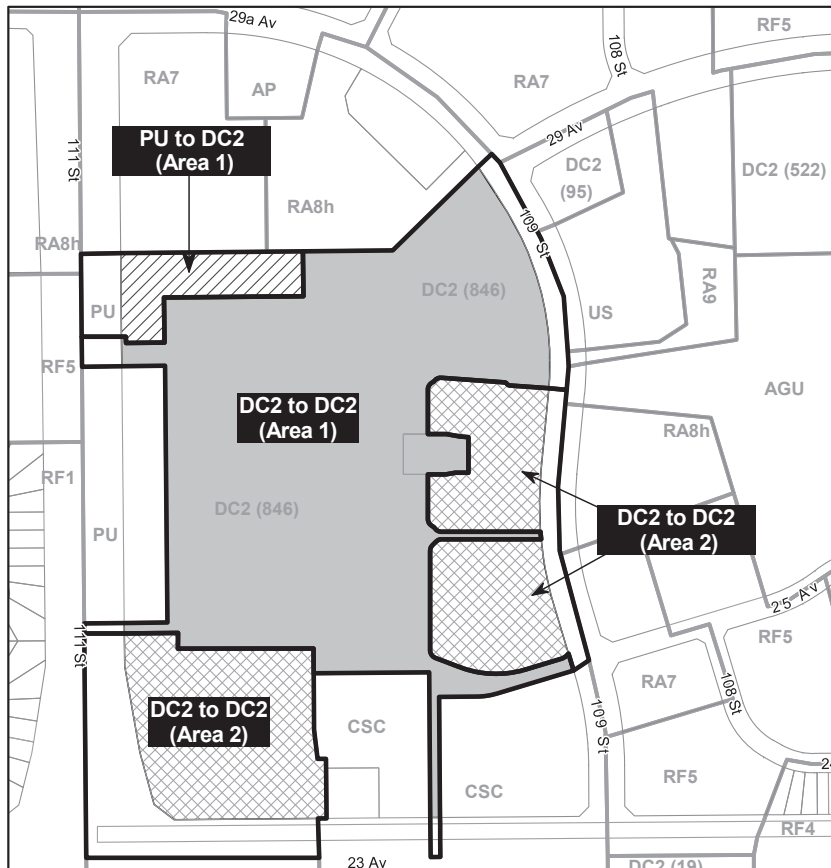 29a Av
RF5
RA7
108 St
AP
RA7
PU to DC2
(Area 1)
29 Av
111 St
DC2
(95)
DC2 (522)
RA8h
109 St
RA8h
RA9
DC2 (846)
PU
US
RF5
AGU
DC2 to DC2
(Area 1)
RA8h
RF1
DC2 (846)
DC2 to DC2
(Area 2)
PU
25 Av
111 St
RF5
RA7
108 St
DC2 to DC2
(Area 2)
109 St
CSC
24
RF5
CSC
RF4
23 Av
DC2 (19)